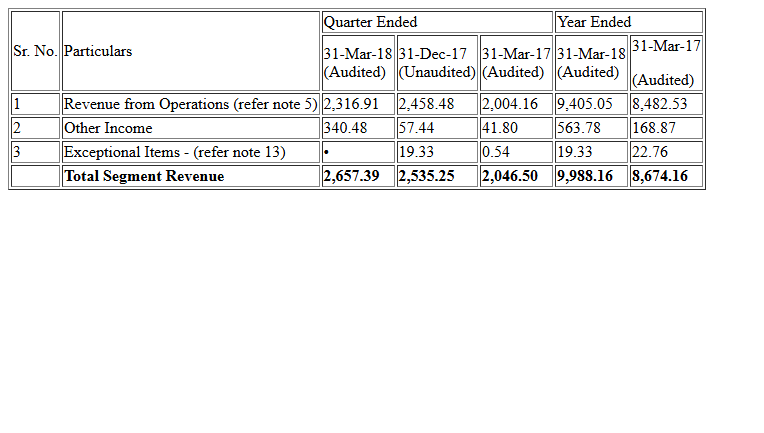 Sr. No. Particulars Quarter Ended Year Ended
31-Mar-18 (Audited) 31-Dec-17 (Unaudited) 31-Mar-17 (Audited) 31-Mar-18 (Audited) 31-Mar-17 (Audited)
1 Revenue from Operations (refer note 5) 2,316.91 2,458.48 2,004.16 9,405.05 8,482.53
2 Other Income 340.48 57.44 41.80 563.78 168.87
3 Exceptional Items - (refer note 13) • 19.33 0.54 19.33 22.76
Total Segment Revenue 2,657.39 2,535.25 2,046.50 9,988.16 8,674.16